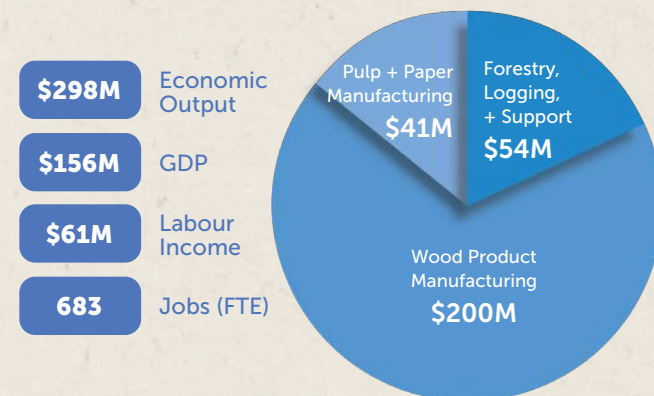 $298M
Economic
Output
$156M
GDP
$61M
Labour
Income
683
Jobs (FTE)
Pulp + Paper
Manufacturing
$41M
Forestry,
Logging,
+ Support
$54M
Wood Product
Manufacturing
$200M